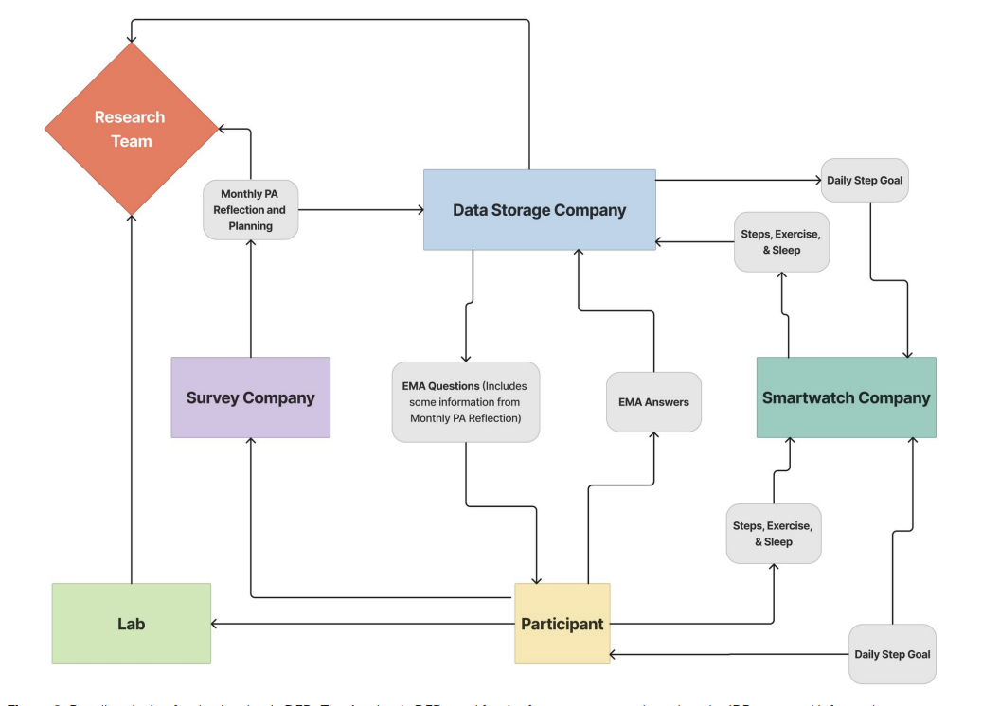 Research
Team
Monthly PA
Reflection and
Planning
Data Storage Company
Daily Step Goal
Steps, Exercise,
& Sleep
Survey Company
EMA Questions (Includes
some information from
Monthly PA Reflection)
EMA Answers
Smartwatch Company
Steps, Exercise,
& Sleep
Lab
Participant
Daily Step Goal